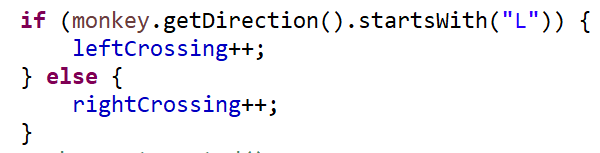 if (monkey.getDirection().startsWith("L")) {
    leftCrossing++;
} else {
    rightCrossing++;
}